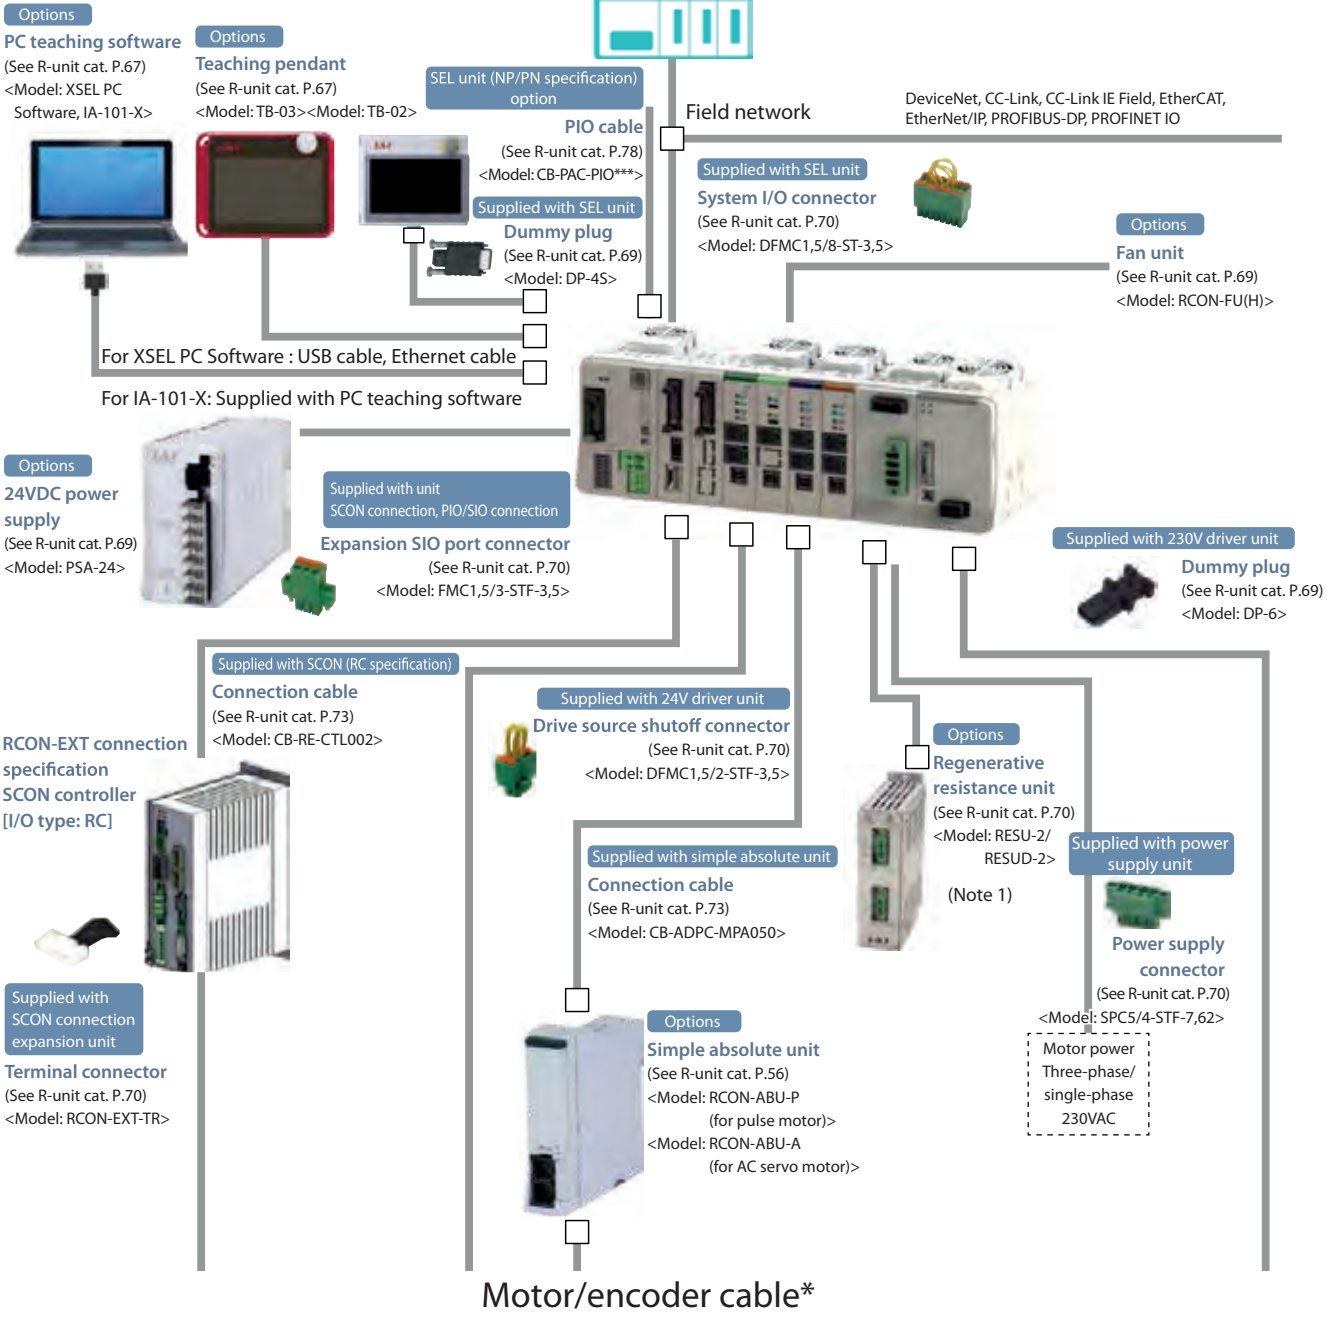 Options
PC teaching software
(See R-unit cat. P.67)
<Model: XSEL PC
Software, IA-101-X>
Options
Teaching pendant
(See R-unit cat. P.67)
<Model: TB-03><Model: TB-02>
SEL unit (NP/PN specification)
option
PIO cable
(See R-unit cat. P.78)
<Model: CB-PAC-PIO***>
Supplied with SEL unit
Dummy plug
(See R-unit cat. P.69)
<Model: DP-4S>
Field network
DeviceNet, CC-Link, CC-Link IE Field, EtherCAT,
EtherNet/IP, PROFIBUS-DP, PROFINET IO
Supplied with SEL unit
System I/O connector
(See R-unit cat. P.70)
<Model: DFMC1,5/8-ST-3,5>
Options
Fan unit
(See R-unit cat. P.69)
<Model: RCON-FU(H)>
For XSEL PC Software : USB cable, Ethernet cable
For IA-101-X: Supplied with PC teaching software
Options
24VDC power
supply
(See R-unit cat. P.69)
<Model: PSA-24>
Supplied with unit
SCON connection, PIO/SIO connection
Expansion SIO port connector
(See R-unit cat. P.70)
<Model: FMC1,5/3-STF-3,5>
Supplied with 230V driver unit
Dummy plug
(See R-unit cat. P.69)
<Model: DP-6>
Supplied with SCON (RC specification)
Connection cable
(See R-unit cat. P.73)
<Model: CB-RE-CTL002>
RCON-EXT connection
specification
SCON controller
[I/O type: RC]
Supplied with 24V driver unit
Drive source shutoff connector
(See R-unit cat. P.70)
<Model: DFMC1,5/2-STF-3,5>
Options
Regenerative
resistance unit
(See R-unit cat. P.70)
<Model: RESU-2/
RESUD-2>
(Note 1)
Supplied with power
supply unit
Power supply
connector
(See R-unit cat. P.70)
<Model: SPC5/4-STF-7,62>
Motor power
Three-phase/
single-phase
230VAC
Supplied with simple absolute unit
Connection cable
(See R-unit cat. P.73)
<Model: CB-ADPC-MPA050>
Supplied with
SCON connection
expansion unit
Terminal connector
(See R-unit cat. P.70)
<Model: RCON-EXT-TR>
Options
Simple absolute unit
(See R-unit cat. P.56)
<Model: RCON-ABU-P
(for pulse motor)>
<Model: RCON-ABU-A
(for AC servo motor)>
Motor/encoder cable*